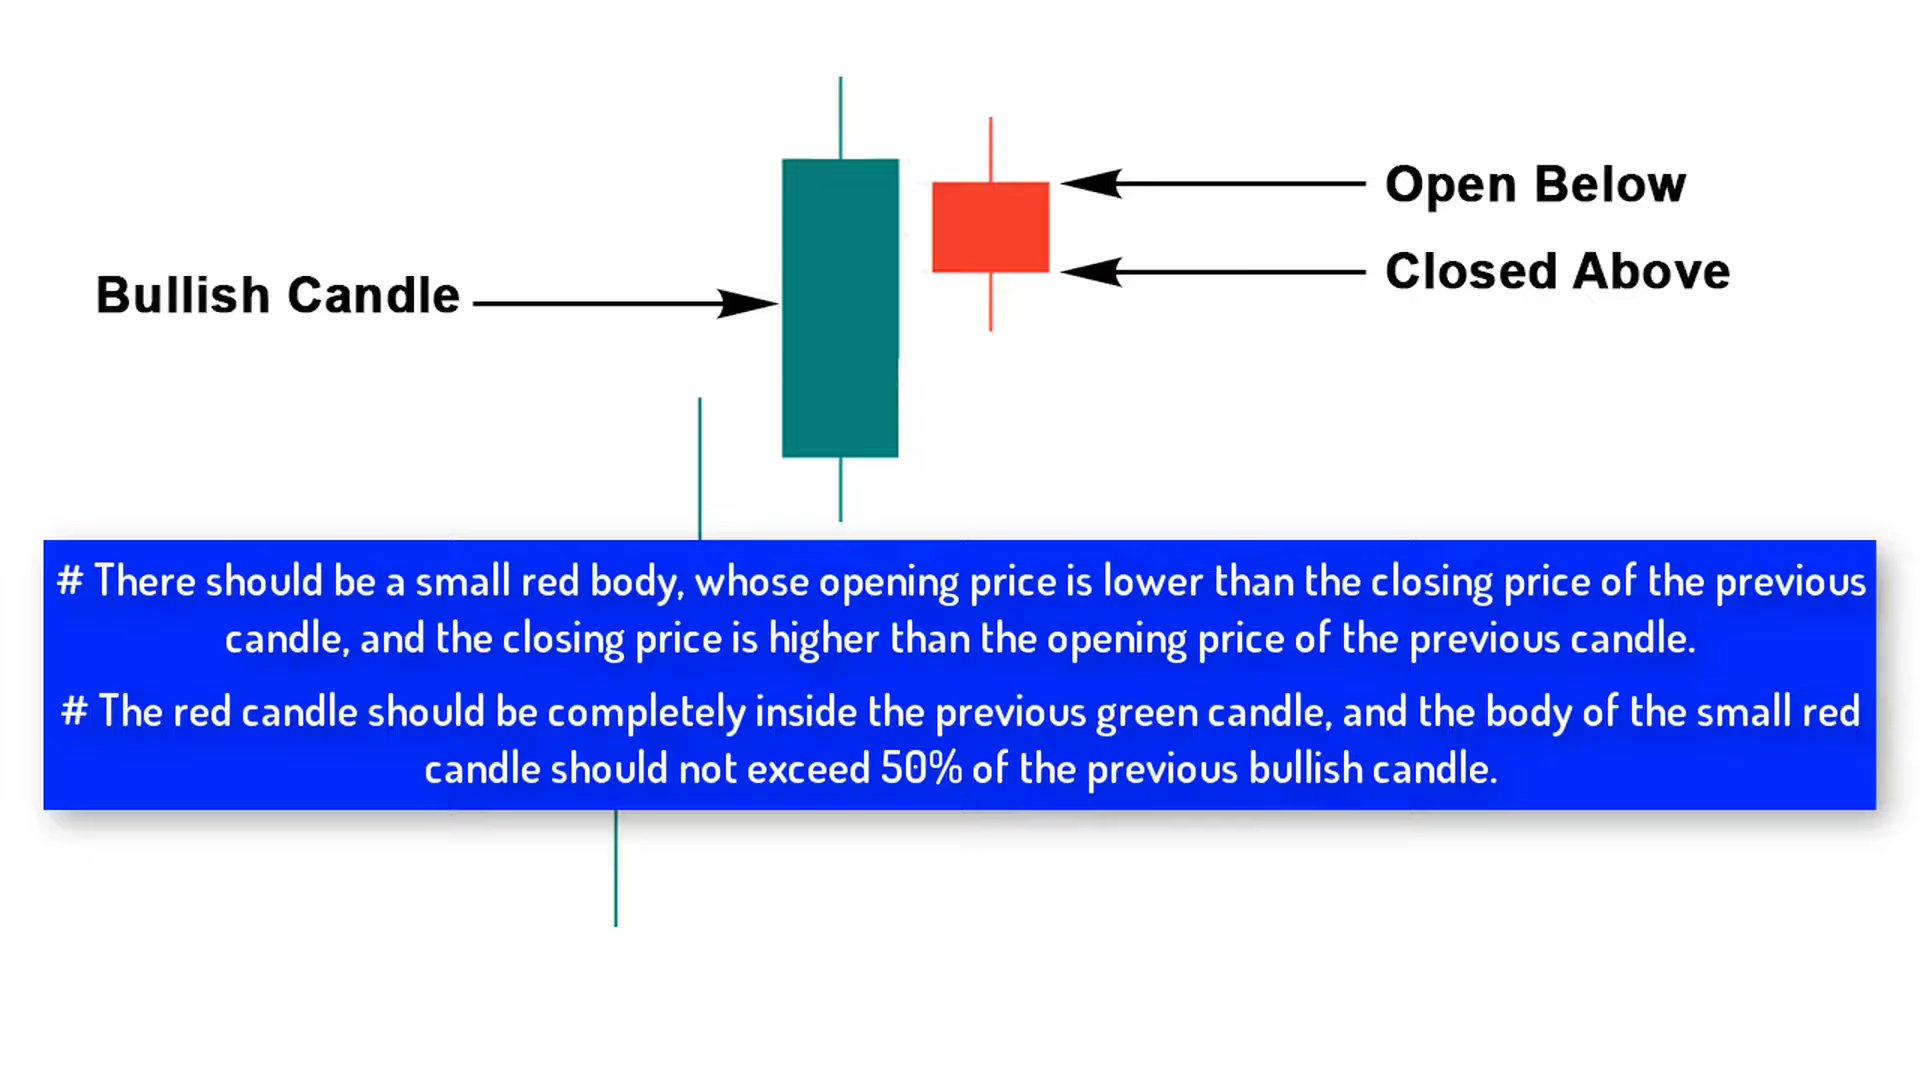 Open Below
Closed Above
Bullish Candle
# There should be a small red body, whose opening price is lower than the closing price of the previous
candle, and the closing price is higher than the opening price of the previous candle.
# The red candle should be completely inside the previous green candle, and the body of the small red
candle should not exceed 50% of the previous bullish candle.